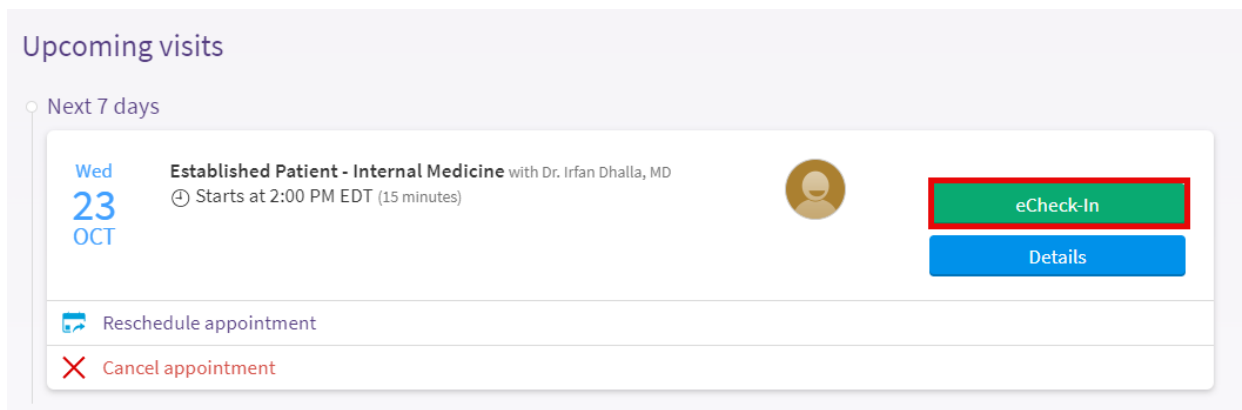 Upcoming visits
Next 7 days
Wed
23
OCT
Established Patient - Internal Medicine with Dr. Irfan Dhalla, MD
Starts at 2:00 PM EDT (15 minutes)
eCheck-In
Details
Reschedule appointment
Cancel appointment